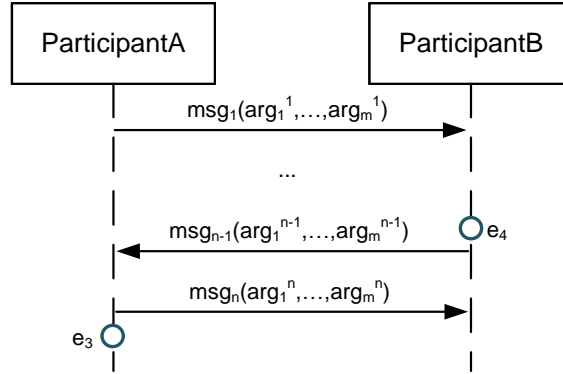 ParticipantA ParticipantB
msg₁(arg₁¹,…,argₘ¹)
...
msgₙ₋₁(arg₁ⁿ⁻¹,…,argₘⁿ⁻¹) e₄
msgₙ(arg₁ⁿ,…,argₘⁿ)
e₃